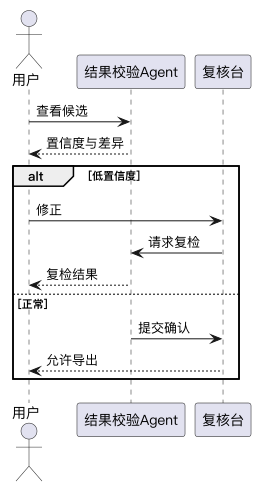 用户
结果校验Agent
复核台
查看候选
置信度与差异
alt
[低置信度]
修正
请求复检
复检结果
[正常]
提交确认
允许导出
用户
结果校验Agent
复核台